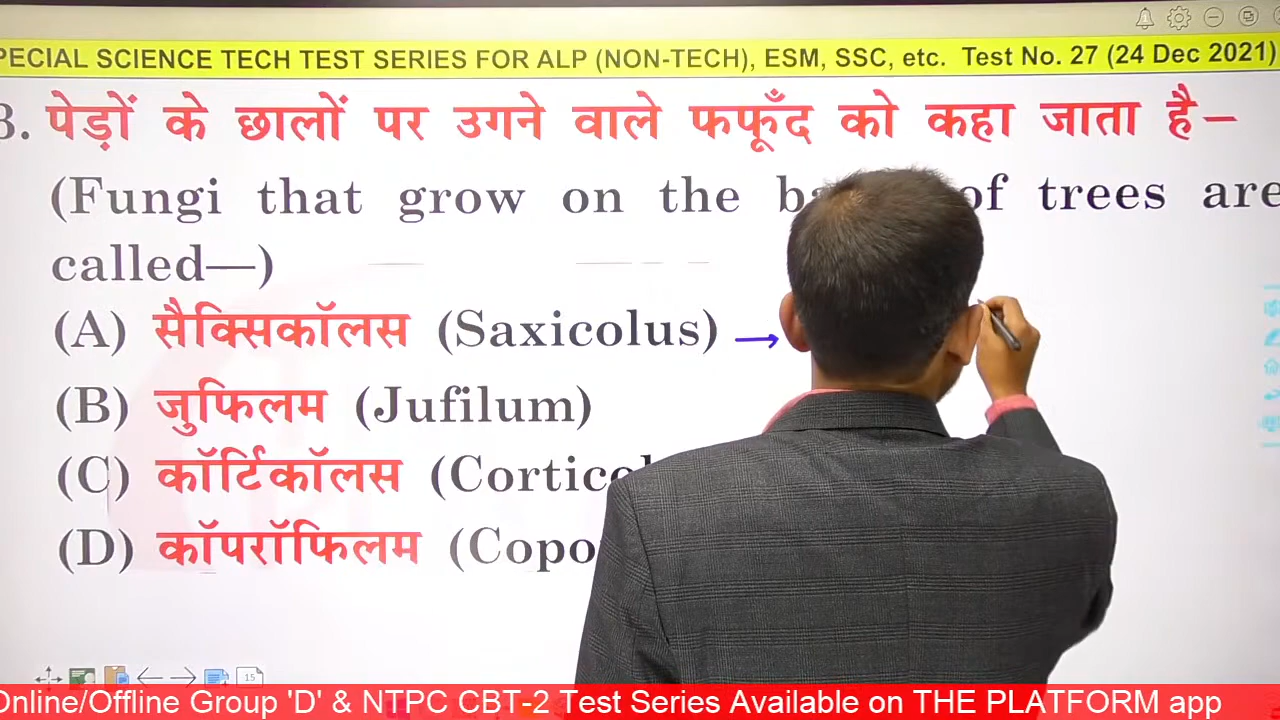 PECIAL SCIENCE TECH TEST SERIES FOR ALP (NON-TECH), ESM, SSC, etc. Test No. 27 (24 Dec 2021)
3. पेड़ों के छालों पर उगने वाले फफूँद को कहा जाता है–
(Fungi that grow on the of trees are
called—)
(A) सैक्सिकॉलस (Saxicolus)
(B) जुफिलम (Jufilum)
(C) कॉर्टिकॉलस
(D) कॉपरॉफिलम
15
Online/Offline Group 'D' & NTPC CBT-2 Test Series Available on THE PLATFORM app